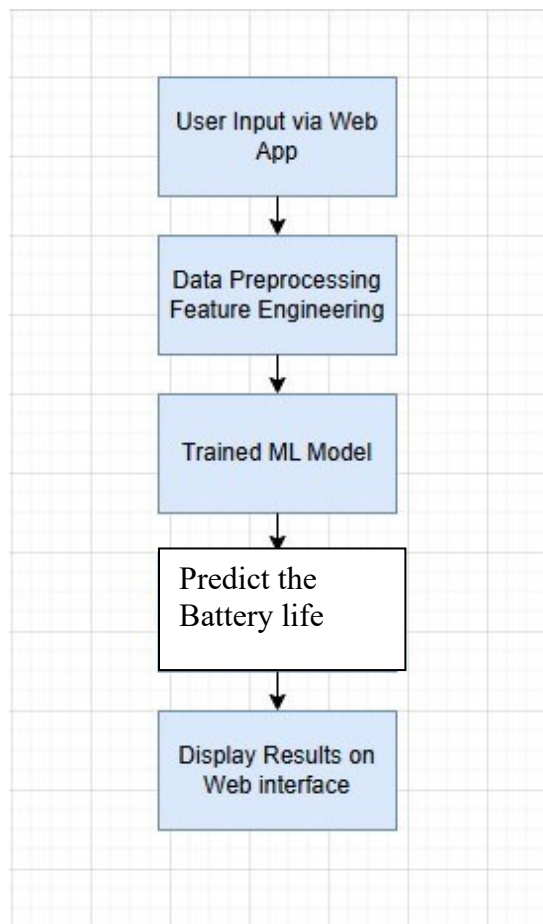 User Input via Web
App
Data Preprocessing
Feature Engineering
Trained ML Model
Predict the
Battery life
Display Results on
Web interface